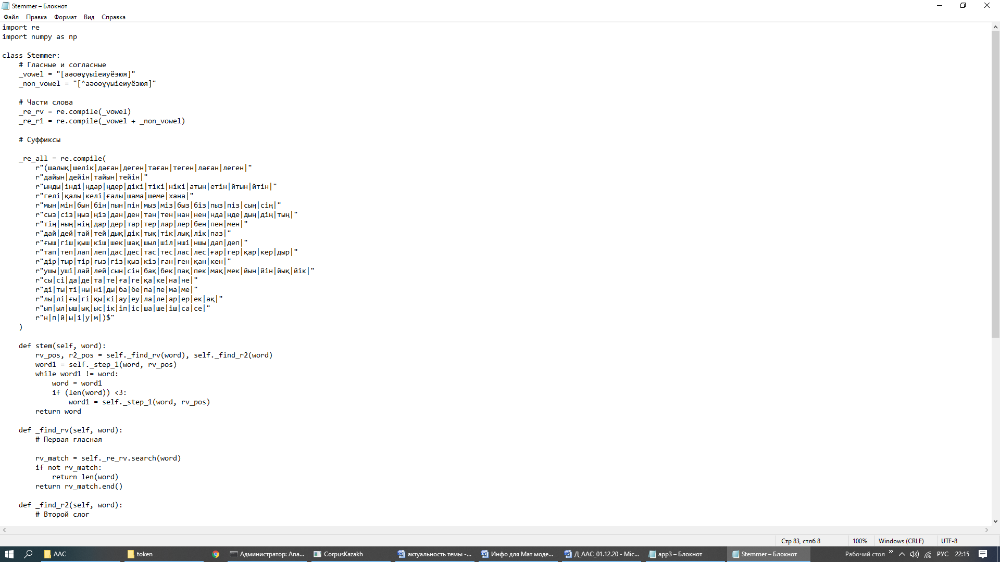 Stemmer – Блокнот
Файл Правка Формат Вид Справка
import re
import numpy as np
class Stemmer:
# Гласные и согласные
_vowel = "[аәоөұүыіеиуёэюя]"
_non_vowel = "[^аәоөұүыіеиуёэюя]"
# Части слова
_re_rv = re.compile(_vowel)
_re_r1 = re.compile(_vowel + _non_vowel)
# Суффиксы
_re_all = re.compile(
r"(шалық|шелік|даған|деген|таған|теген|лаған|леген|"
r"дайын|дейін|тайын|тейін|"
r"ынды|інді|ңдар|ңдер|дікі|тікі|нікі|атын|етін|йтын|йтін|"
r"гелі|қалы|келі|ғалы|шама|шеме|хана|"
r"мын|мін|бын|бін|пын|пін|мыз|міз|быз|біз|пыз|піз|сың|сің|"
r"сыз|сіз|ңыз|ңіз|дан|ден|тан|тен|нан|нен|нда|нде|дың|дің|тың|"
r"тің|ның|нің|дар|дер|тар|тер|лар|лер|бен|пен|мен|"
r"дай|дей|тай|тей|дық|дік|тық|тік|лық|лік|паз|"
r"ғыш|гіш|қыш|кіш|шек|шақ|шыл|шіл|нші|ншы|дап|деп|"
r"тап|теп|лап|леп|дас|дес|тас|тес|лас|лес|ғар|гер|қар|кер|дыр|"
r"дір|тыр|тір|ғыз|гіз|қыз|кіз|ған|ген|қан|кен|"
r"ушы|уші|лай|лей|сын|сін|бақ|бек|пақ|пек|мақ|мек|йын|йін|йық|йік|"
r"сы|сі|да|де|та|те|ға|ге|қа|ке|на|не|"
r"ді|ты|ті|ны|ні|ды|ба|бе|па|пе|ма|ме|"
r"лы|лі|ғы|гі|қы|кі|ау|еу|ла|ле|ар|ер|ек|ақ|"
r"ып|ыл|ыш|ық|ыс|ік|іп|іс|ша|ше|іш|са|се|"
r"н|п|й|ы|і|у|м|)$"
)
def stem(self, word):
rv_pos, r2_pos = self._find_rv(word), self._find_r2(word)
word1 = self._step_1(word, rv_pos)
while word1 != word:
word = word1
if (len(word)) <3:
word1 = self._step_1(word, rv_pos)
return word
def _find_rv(self, word):
# Первая гласная
rv_match = self._re_rv.search(word)
if not rv_match:
return len(word)
return rv_match.end()
def _find_r2(self, word):
# Второй слог
Стр 83, стлб 8 100% Windows (CRLF) UTF-8
ААС token Администратор: Ana... CorpusKazakh актуальность темы -... Инфо для Мат моде... Д_ААС_01.12.20 - Mic... app3 – Блокнот Stemmer – Блокнот Рабочий стол РУС 22:15